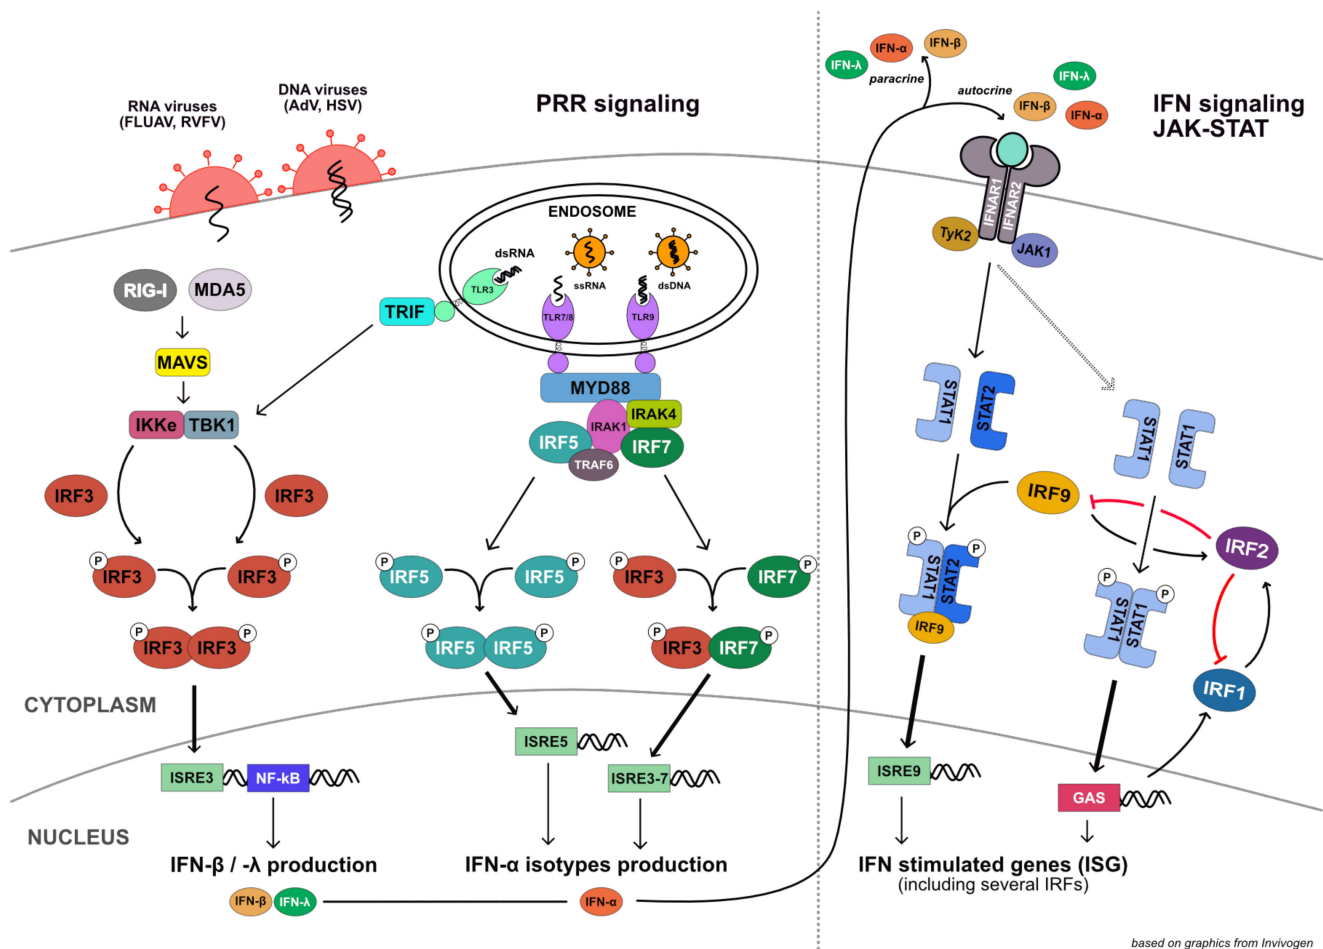 RNA viruses
(FLUAV, RVFV)
DNA viruses
(AdV, HSV)
PRR signaling
RIG-I
MDA5
MAVS
IKKe
TBK1
IRF3
IRF3
P
IRF3
P
IRF3
P
IRF3
P
IRF3
CYTOPLASM
ISRE3
NF-kB
NUCLEUS
IFN-β / -λ production
IFN-β
IFN-λ
ENDOSOME
dsRNA
TLR3
TRIF
ssRNA
TLR7/8
dsDNA
TLR9
MYD88
IRAK4
IRAK1
IRF5
IRF7
TRAF6
P
IRF5
P
IRF5
P
IRF5
P
IRF5
P
IRF3
P
IRF7
P
IRF3
P
IRF7
ISRE5
ISRE3-7
IFN-α isotypes production
IFN-α
IFN-λ
IFN-α
IFN-β
paracrine
autocrine
IFN-λ
IFN-β
IFN-α
IFN signaling
JAK-STAT
IFNAR1
IFNAR2
TyK2
JAK1
STAT1
STAT2
STAT1
STAT1
IRF9
IRF2
P
STAT1
P
STAT2
IRF9
P
STAT1
P
STAT1
IRF1
ISRE9
GAS
IFN stimulated genes (ISG)
(including several IRFs)
based on graphics from Invivogen